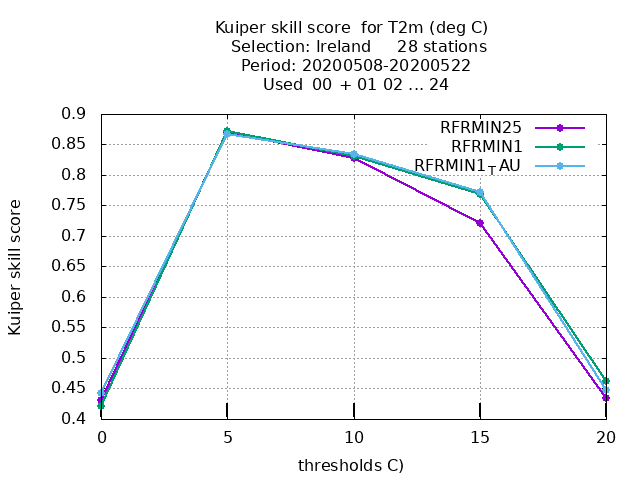 Kuiper skill score  for T2m (deg C)
Selection: Ireland     28 stations
Period: 20200508-20200522
Used  00 + 01 02 ... 24
RFRMIN25
RFRMIN1
RFRMIN1TAU
Kuiper skill score
0.9
0.85
0.8
0.75
0.7
0.65
0.6
0.55
0.5
0.45
0.4
0 5 10 15 20
thresholds C)